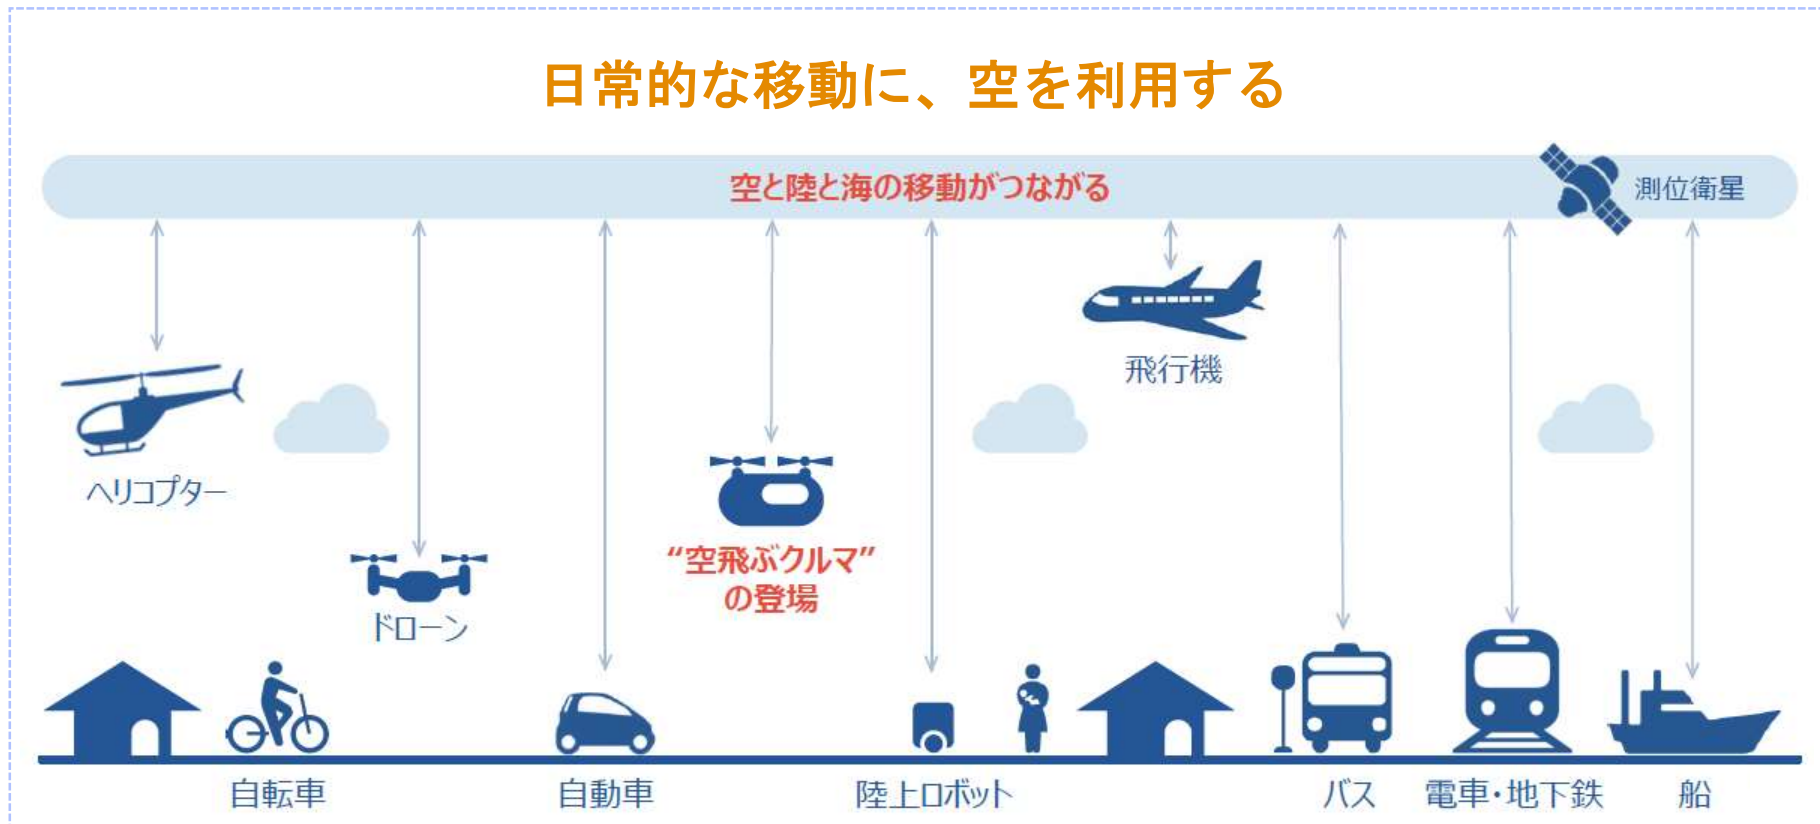 日常的な移動に、空を利用する
空と陸と海の移動がつながる
測位衛星
飛行機
ヘリコプター
“空飛ぶクルマ”
の登場
ドローン
自転車
自動車
陸上ロボット
バス
電車・地下鉄
船